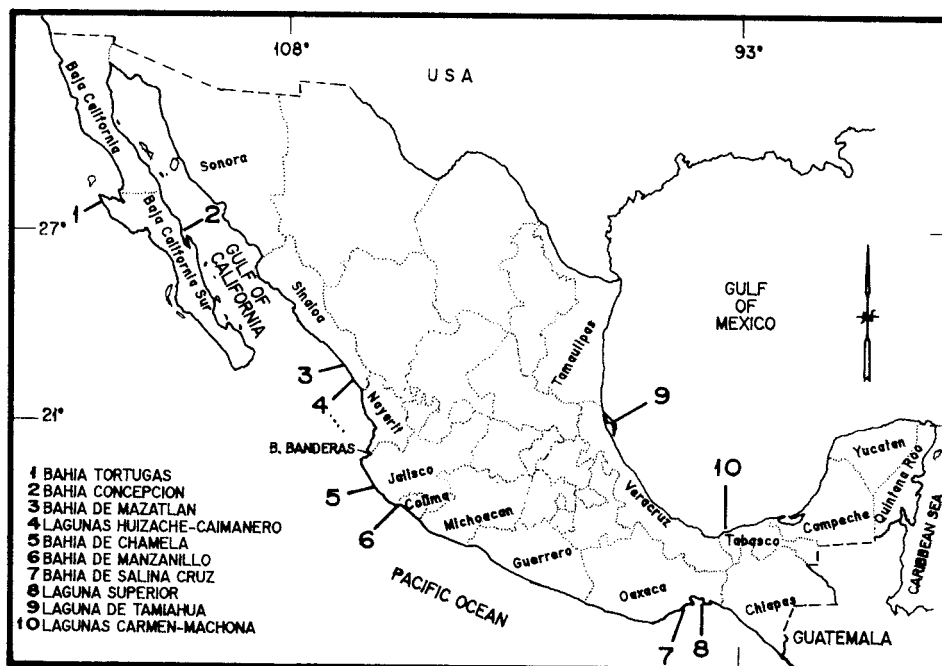 108°
93°
USA
Baja California
Sonora
1
2
27°
Baja California Sur
GULF OF
CALIFORNIA
Sinaloa
GULF
OF
MEXICO
Tamaulipas
3
4
Nayerit
9
21°
B. BANDERAS
10
Yucaten
Quintana Roo
Jalisco
5
Colima
Michoacan
Veracruz
Campeche
Tabasco
6
Guerrero
CARIBBEAN SEA
PACIFIC OCEAN
Oaxaca
Chiapas
GUATEMALA
7
8
1 BAHIA TORTUGAS
2 BAHIA CONCEPCION
3 BAHIA DE MAZATLAN
4 LAGUNAS HUIZACHE-CAIMANERO
5 BAHIA DE CHAMELA
6 BAHIA DE MANZANILLO
7 BAHIA DE SALINA CRUZ
8 LAGUNA SUPERIOR
9 LAGUNA DE TAMIAHUA
10 LAGUNAS CARMEN-MACHONA